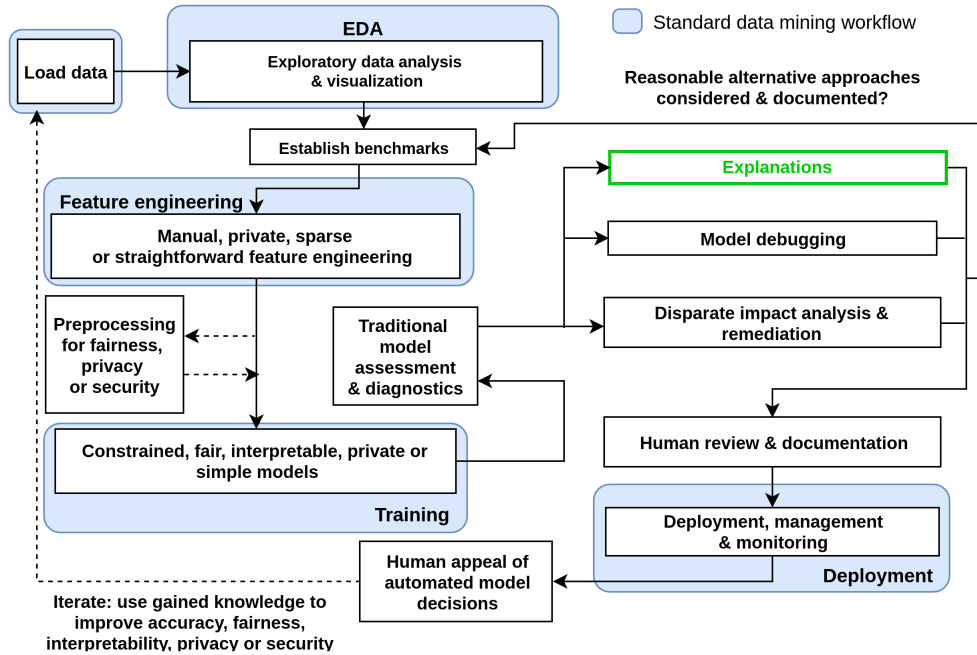 Standard data mining workflow
EDA
Load data
Exploratory data analysis
& visualization
Reasonable alternative approaches
considered & documented?
Establish benchmarks
Explanations
Feature engineering
Manual, private, sparse
or straightforward feature engineering
Model debugging
Preprocessing
for fairness,
privacy
or security
Traditional
model
assessment
& diagnostics
Disparate impact analysis &
remediation
Constrained, fair, interpretable, private or
simple models
Training
Human review & documentation
Deployment, management
& monitoring
Deployment
Human appeal of
automated model
decisions
Iterate: use gained knowledge to
improve accuracy, fairness,
interpretability, privacy or security